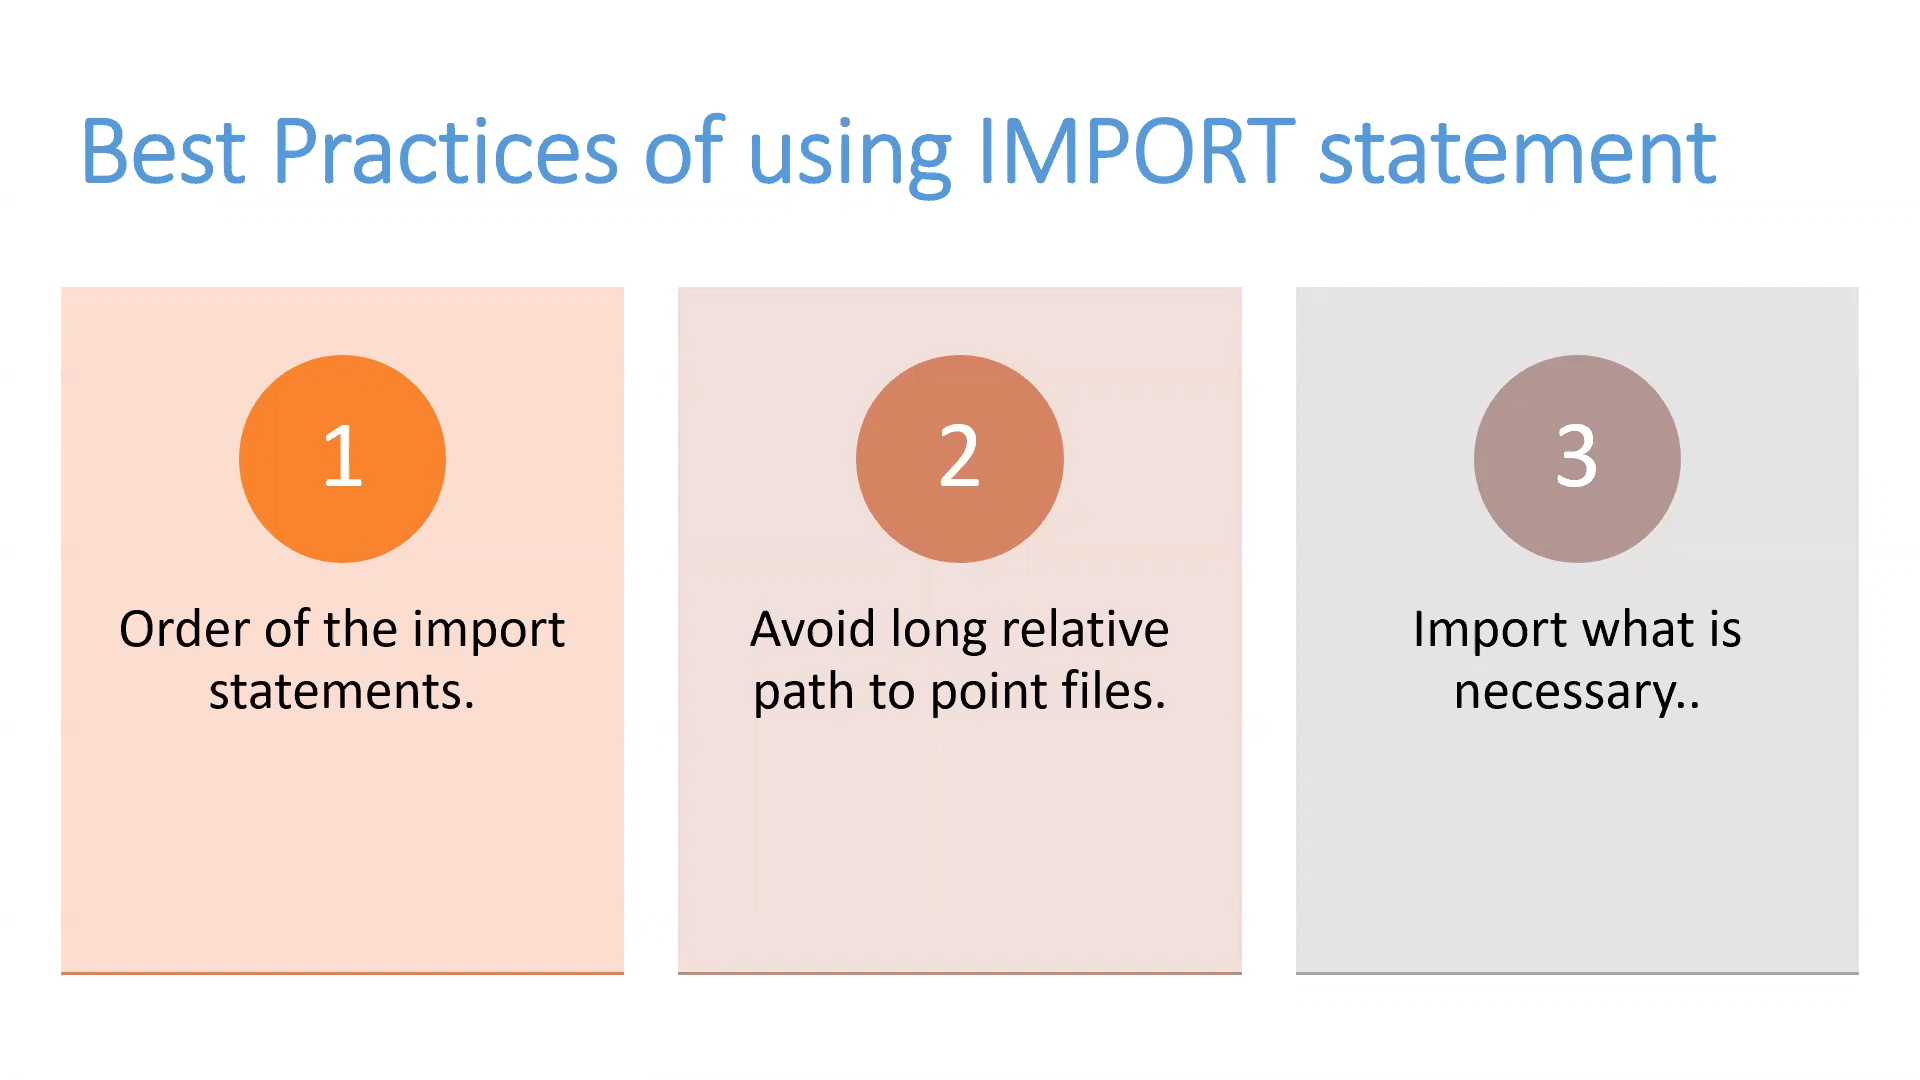 Best Practices of using IMPORT statement
1
Order of the import
statements.
2
Avoid long relative
path to point files.
3
Import what is
necessary..